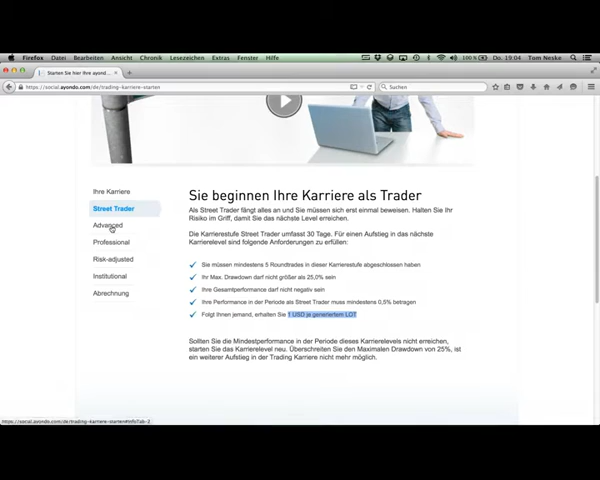 Firefox Datei Bearbeiten Ansicht Chronik Lesezeichen Extras Fenster Hilfe 100 % Do. 19:04 Tom Neske
Starten Sie hier Ihre ayond...
https://social.ayondo.com/de/trading-karriere-starten Suchen
Ihre Karriere
Street Trader
Advanced
Professional
Risk-adjusted
Institutional
Abrechnung
Sie beginnen Ihre Karriere als Trader
Als Street Trader fängt alles an und Sie müssen sich erst einmal beweisen. Halten Sie Ihr
Risiko im Griff, damit Sie das nächste Level erreichen.
Die Karrierestufe Street Trader umfasst 30 Tage. Für einen Aufstieg in das nächste
Karrierelevel sind folgende Anforderungen zu erfüllen:
Sie müssen mindestens 5 Roundtrades in dieser Karrierestufe abgeschlossen haben
Ihr Max. Drawdown darf nicht größer als 25,0% sein
Ihre Gesamtperformance darf nicht negativ sein
Ihre Performance in der Periode als Street Trader muss mindestens 0,5% betragen
Folgt Ihnen jemand, erhalten Sie 1 USD je generiertem LOT
Sollten Sie die Mindestperformance in der Periode dieses Karrierelevels nicht erreichen,
starten Sie das Karrierelevel neu. Überschreiten Sie den Maximalen Drawdown von 25%, ist
ein weiterer Aufstieg in der Trading Karriere nicht mehr möglich.
https://social.ayondo.com/de/trading-karriere-starten#InfoTab-2